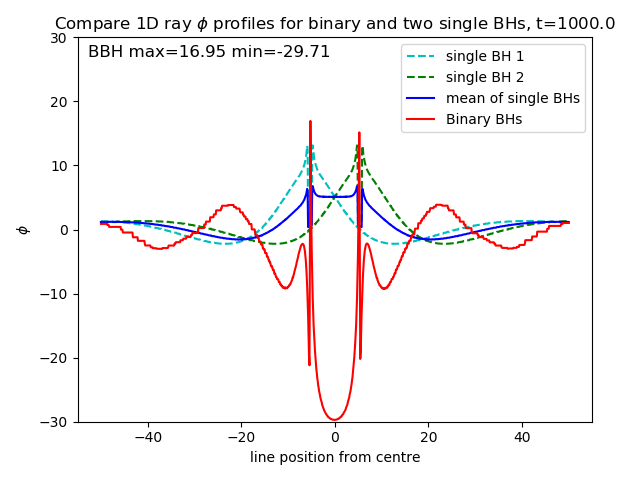 Compare 1D ray ϕ profiles for binary and two single BHs, t=1000.0
BBH max=16.95 min=-29.71
single BH 1
single BH 2
mean of single BHs
Binary BHs
30
20
10
0
−10
−20
−30
ϕ
−40 −20 0 20 40
line position from centre